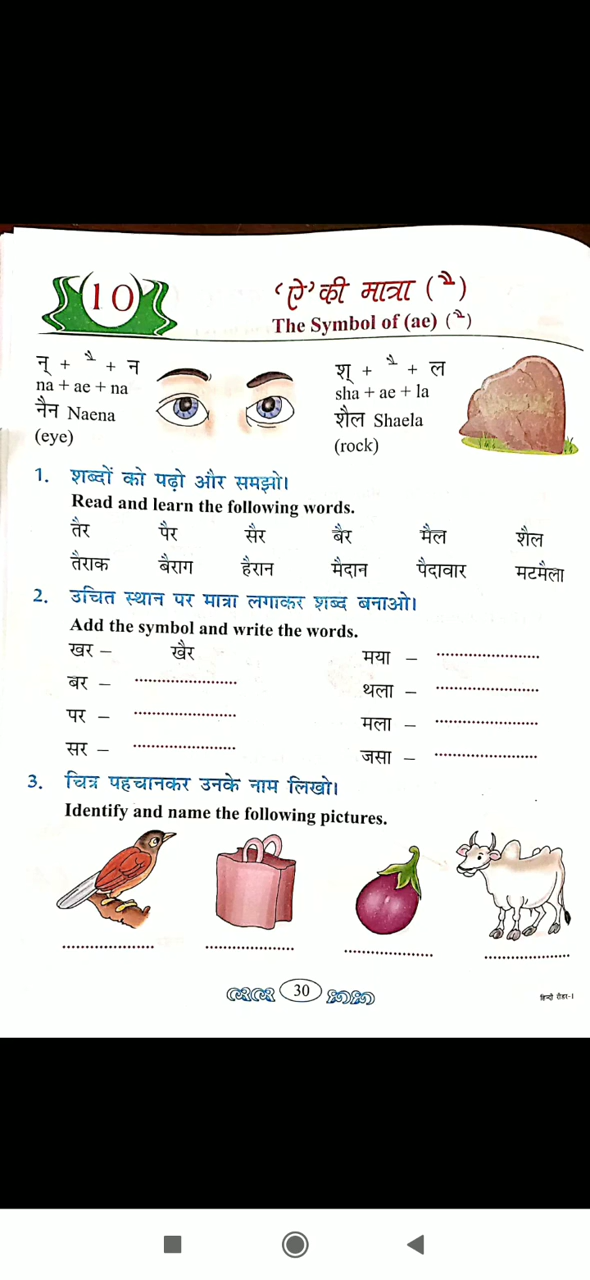 10
‘ऐ’ की मात्रा (ै)
The Symbol of (ae) (ै)
न् + ै + न
na + ae + na
नैन Naena
(eye)
श् + ै + ल
sha + ae + la
शैल Shaela
(rock)
1. शब्दों को पढ़ो और समझो।
Read and learn the following words.
तैर पैर सैर बैर मैल शैल
तैराक बैराग हैरान मैदान पैदावार मटमैला
2. उचित स्थान पर मात्रा लगाकर शब्द बनाओ।
Add the symbol and write the words.
खर – खैर मया – ....................
बर – .................... थला – ....................
पर – .................... मला – ....................
सर – .................... जसा – ....................
3. चित्र पहचानकर उनके नाम लिखो।
Identify and name the following pictures.
.................... .................... .................... ....................
30
हिन्दी रीडर-I